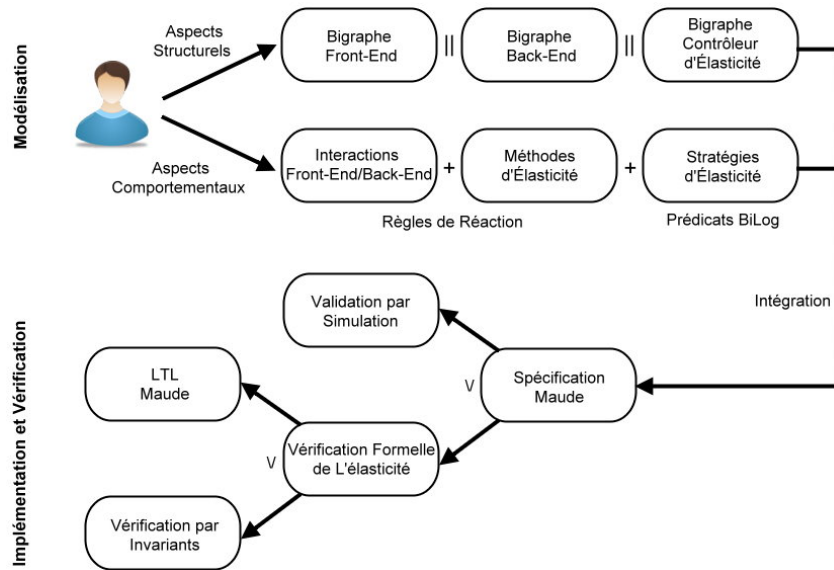 Modélisation
Aspects
Structurels
Bigraphe
Front-End
||
Bigraphe
Back-End
||
Bigraphe
Contrôleur
d'Élasticité
Aspects
Comportementaux
Interactions
Front-End/Back-End
+
Méthodes
d'Élasticité
+
Stratégies
d'Élasticité
Règles de Réaction
Prédicats BiLog
Intégration
Implémentation et Vérification
Validation par
Simulation
Spécification
Maude
\/
LTL
Maude
Vérification Formelle
de L'élasticité
\/
Vérification par
Invariants